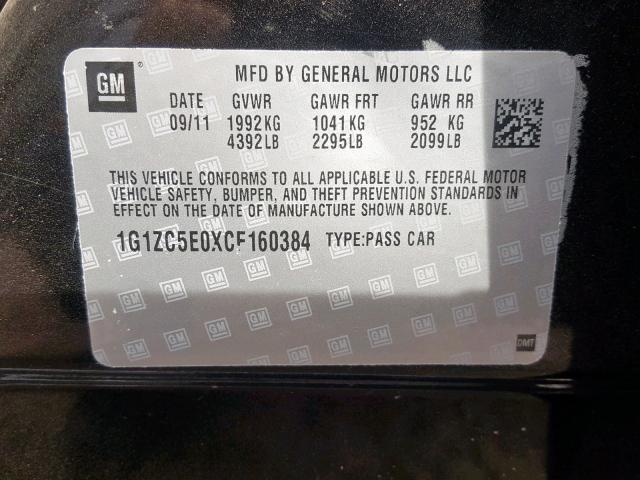 GM ® MFD BY GENERAL MOTORS LLC
DATE GVWR GAWR FRT GAWR RR
09/11 1992KG 1041KG 952 KG
4392LB 2295LB 2099LB
THIS VEHICLE CONFORMS TO ALL APPLICABLE U.S. FEDERAL MOTOR
VEHICLE SAFETY, BUMPER, AND THEFT PREVENTION STANDARDS IN
EFFECT ON THE DATE OF MANUFACTURE SHOWN ABOVE.
1G1ZC5E0XCF160384 TYPE:PASS CAR
DMT